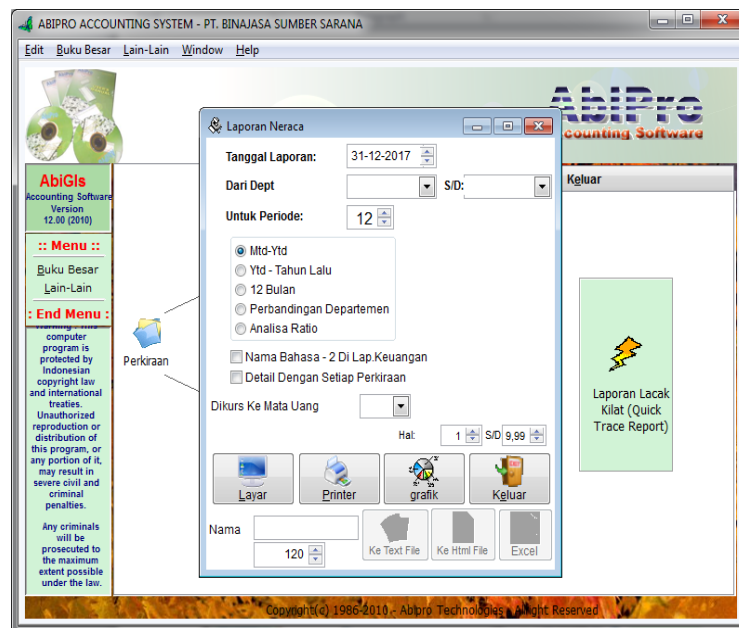 ABIPRO ACCOUNTING SYSTEM - PT. BINAJASA SUMBER SARANA
Edit Buku Besar Lain-Lain Window Help
AbiPro
counting Software
AbiGls
Accounting Software
Version
12.00 (2010)
:: Menu ::
Buku Besar
Lain-Lain
: End Menu :
computer
program is
protected by
Indonesian
copyright law
and international
treaties.
Unauthorized
reproduction or
distribution of
this program, or
any portion of it,
may result in
severe civil and
criminal
penalties.
Any criminals
will be
prosecuted to
the maximum
extent possible
under the law.
Perkiraan
Laporan Neraca
Tanggal Laporan: 31-12-2017
Dari Dept S/D:
Untuk Periode: 12
Mtd-Ytd
Ytd - Tahun Lalu
12 Bulan
Perbandingan Departemen
Analisa Ratio
Nama Bahasa - 2 Di Lap.Keuangan
Detail Dengan Setiap Perkiraan
Dikurs Ke Mata Uang
Hal: 1 S/D 9,99
Layar Printer grafik Keluar
Nama
120
Ke Text File Ke Html File Excel
Keluar
Laporan Lacak
Kilat (Quick
Trace Report)
Copyright(c) 1986-2010 - Abipro Technologies